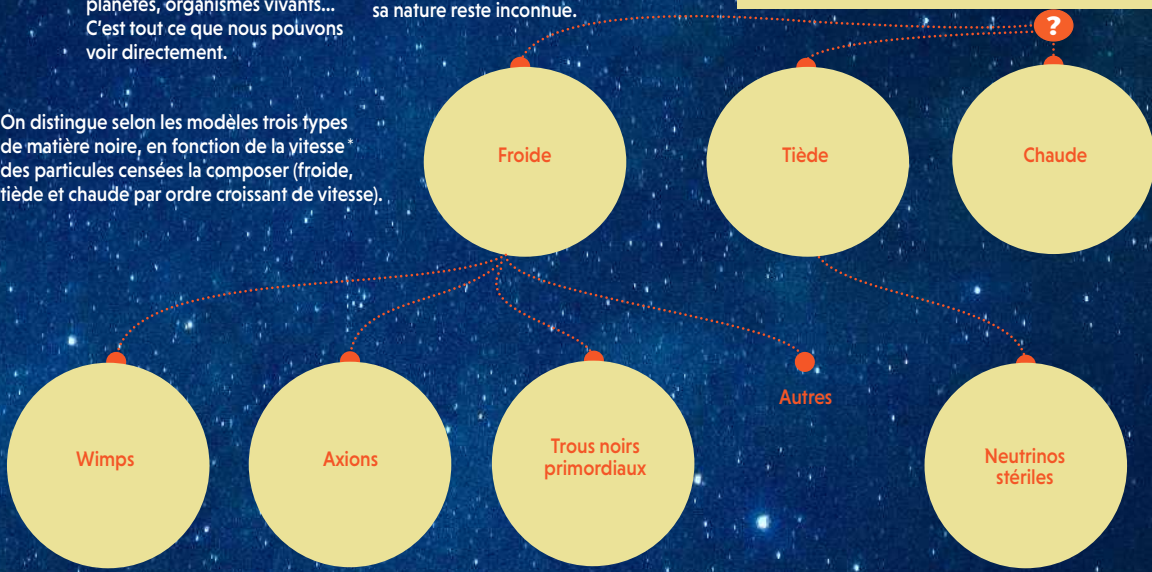 planètes, organismes vivants...
C'est tout ce que nous pouvons
voir directement.
sa nature reste inconnue.
?
On distingue selon les modèles trois types
de matière noire, en fonction de la vitesse*
des particules censées la composer (froide,
tiède et chaude par ordre croissant de vitesse).
Froide
Tiède
Chaude
Wimps
Axions
Trous noirs
primordiaux
Autres
Neutrinos
stériles